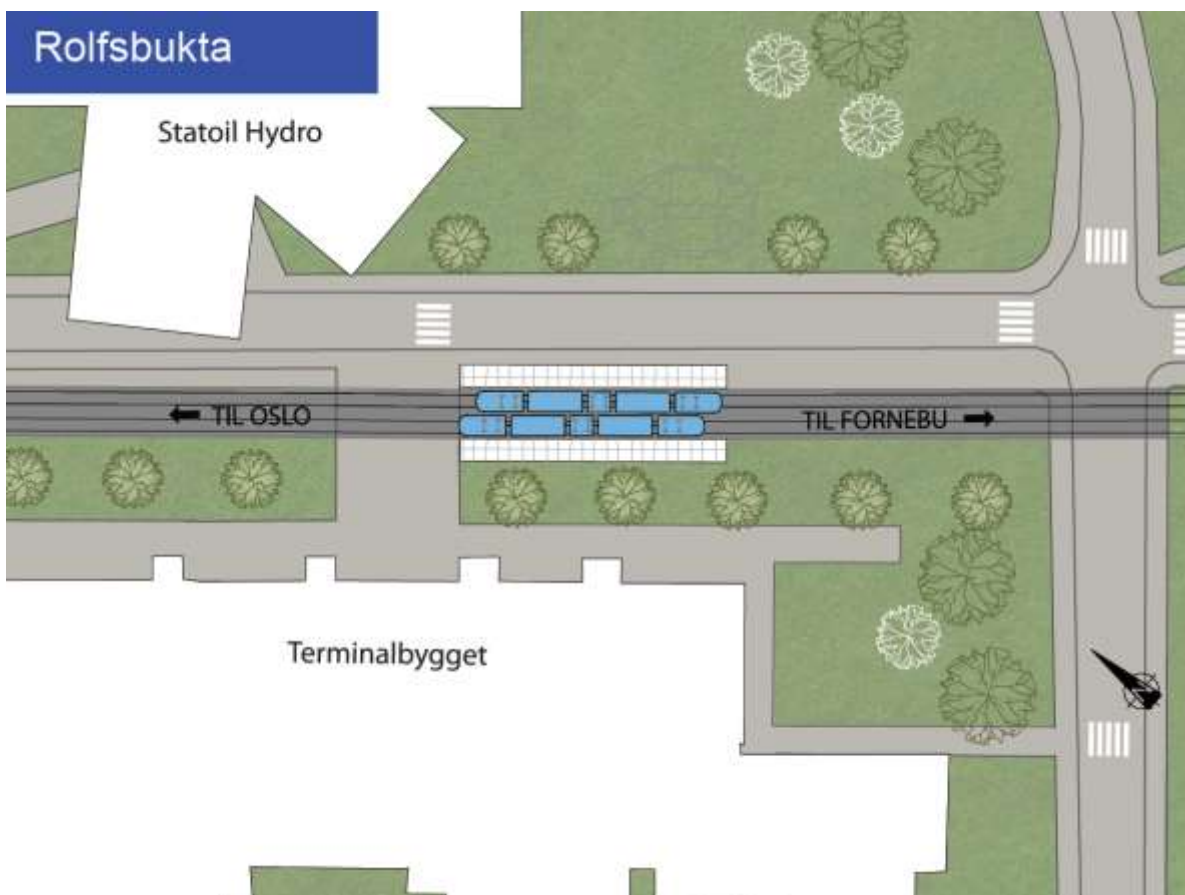 Rolfsbukta
Statoil Hydro
TIL OSLO
TIL FORNEBU
Terminalbygget